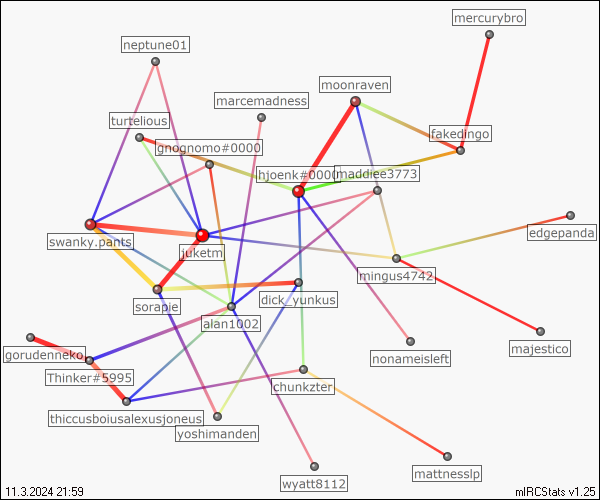 mercurybro
neptune01
moonraven
marcemadness
turtelious
fakedingo
gnognomo#0000
hjoenk#0000
maddiee3773
edgepanda
swanky.pants
juketm
mingus4742
sorapie
dick_yunkus
alan1002
majestico
gorudenneko
nonameisleft
Thinker#5995
chunkzter
thiccusboiusalexusjoneus
yoshimanden
mattnesslp
wyatt8112
11.3.2024 21:59
mIRCStats v1.25